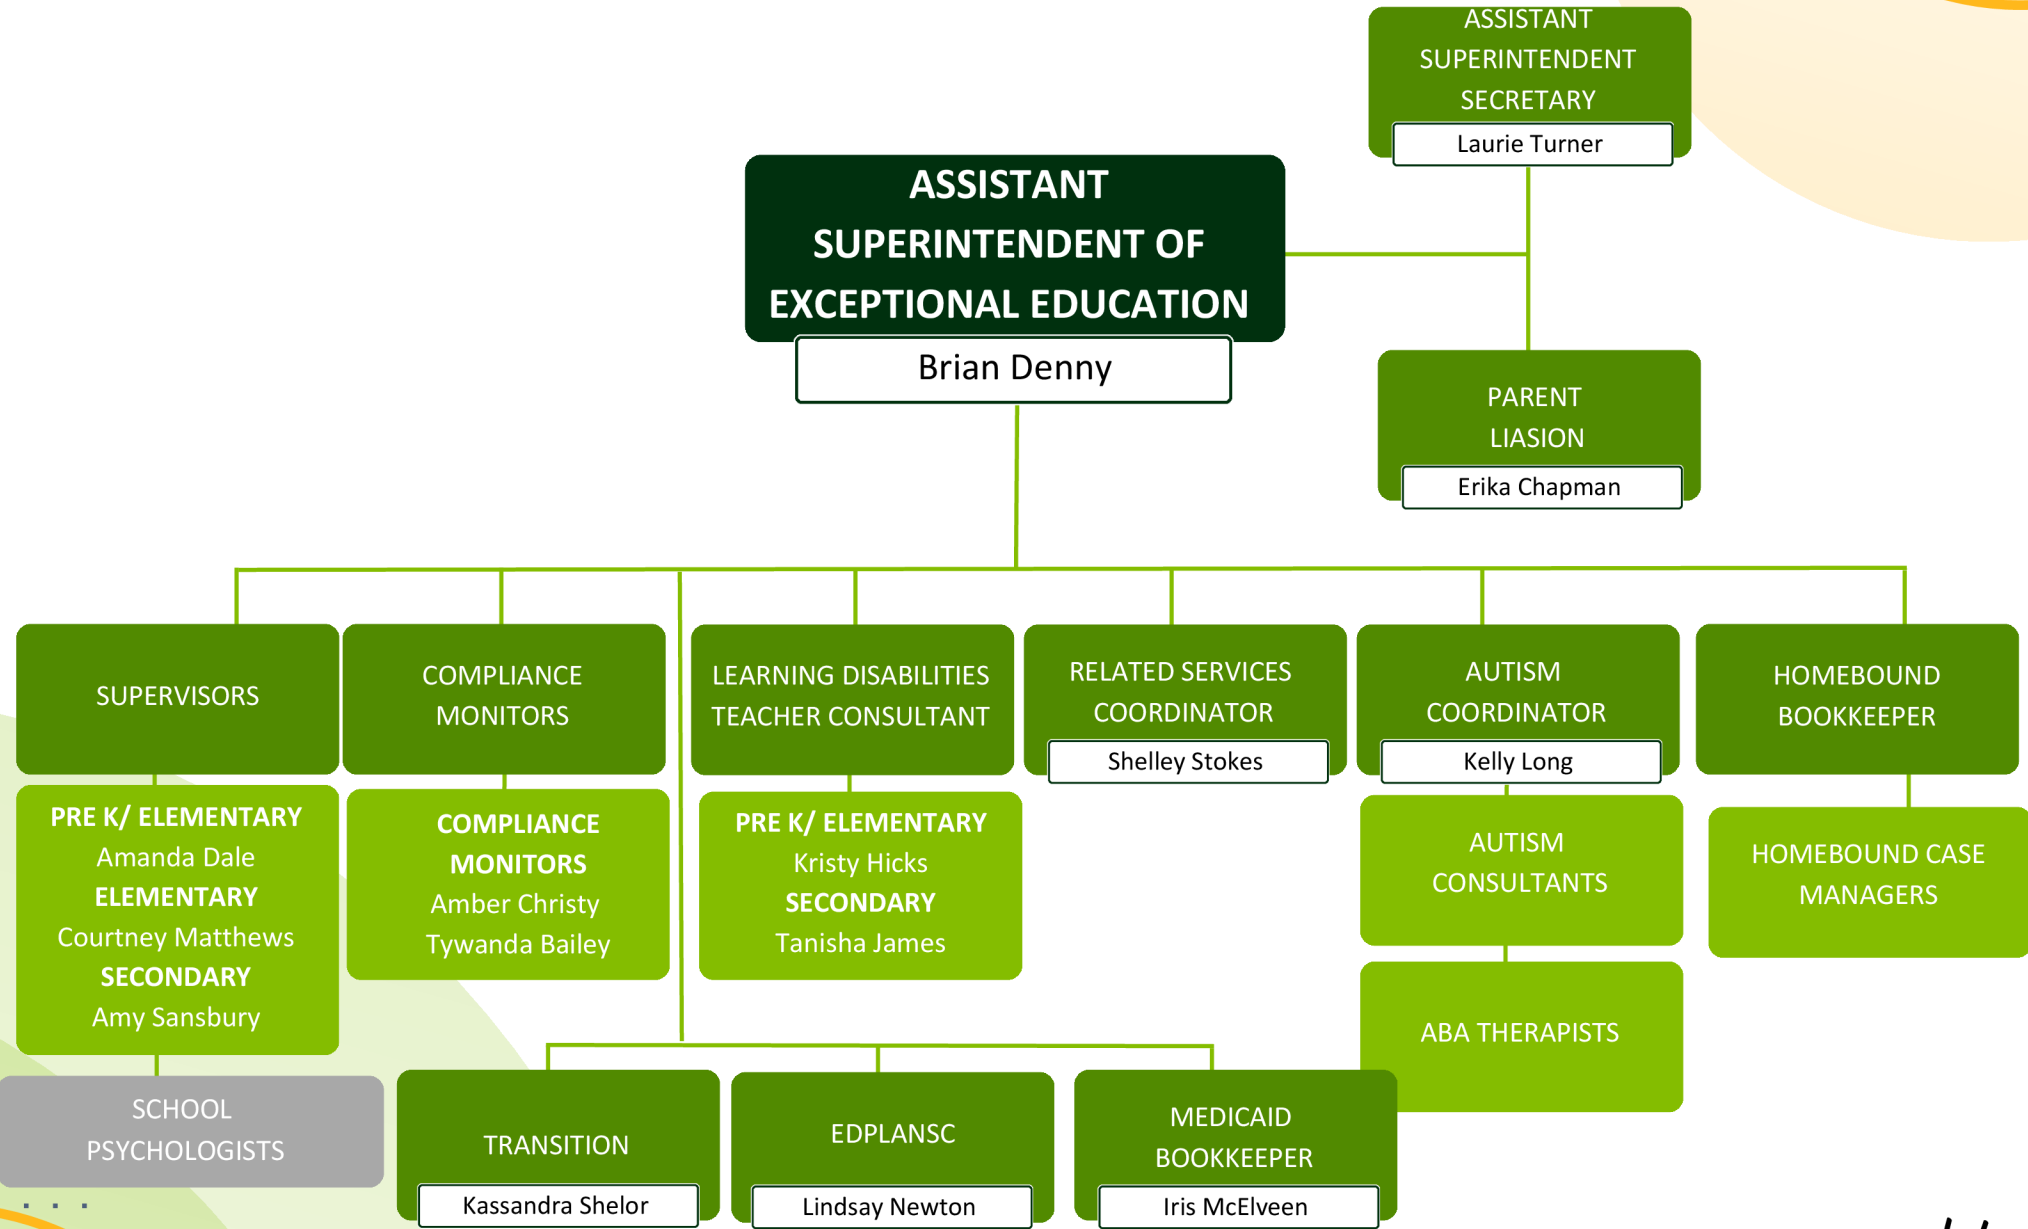 ASSISTANT
SUPERINTENDENT
SECRETARY
Laurie Turner
ASSISTANT
SUPERINTENDENT OF
EXCEPTIONAL EDUCATION
Brian Denny
PARENT
LIASION
Erika Chapman
SUPERVISORS
COMPLIANCE
MONITORS
LEARNING DISABILITIES
TEACHER CONSULTANT
RELATED SERVICES
COORDINATOR
Shelley Stokes
AUTISM
COORDINATOR
Kelly Long
HOMEBOUND
BOOKKEEPER
PRE K/ ELEMENTARY
Amanda Dale
ELEMENTARY
Courtney Matthews
SECONDARY
Amy Sansbury
COMPLIANCE
MONITORS
Amber Christy
Tywanda Bailey
PRE K/ ELEMENTARY
Kristy Hicks
SECONDARY
Tanisha James
AUTISM
CONSULTANTS
HOMEBOUND CASE
MANAGERS
ABA THERAPISTS
SCHOOL
PSYCHOLOGISTS
TRANSITION
Kassandra Shelor
EDPLANSC
Lindsay Newton
MEDICAID
BOOKKEEPER
Iris McElveen